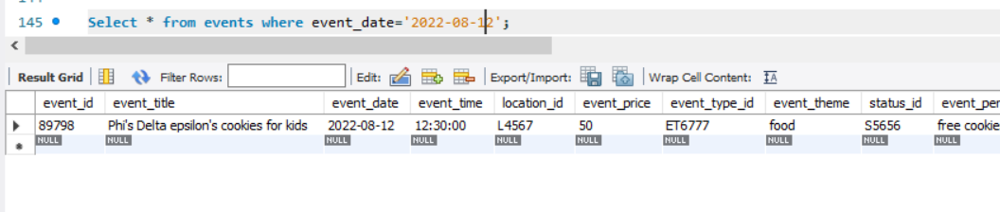 145 Select * from events where event_date='2022-08-12';
Result Grid Filter Rows: Edit: Export/Import: Wrap Cell Content: IA
event_id event_title event_date event_time location_id event_price event_type_id event_theme status_id event_per
89798 Phi's Delta epsilon's cookies for kids 2022-08-12 12:30:00 L4567 50 ET6777 food S5656 free cookie
NULL NULL NULL NULL NULL NULL NULL NULL NULL NULL